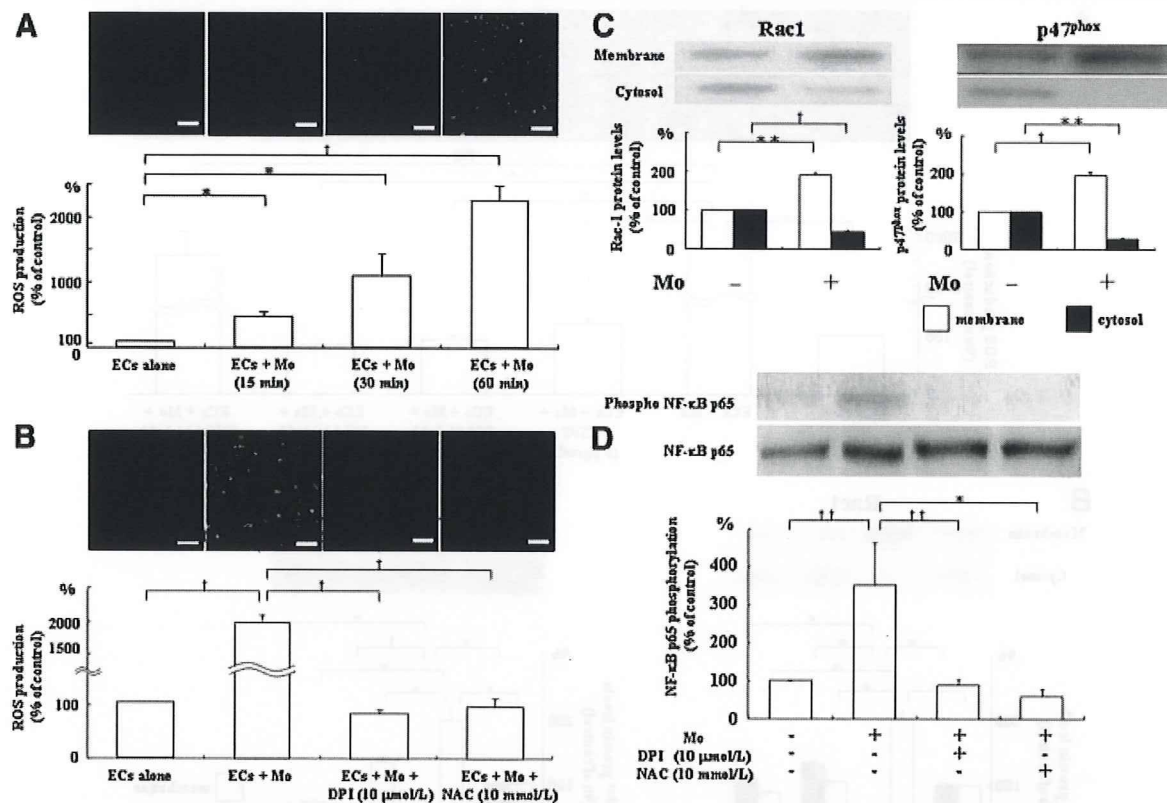 A
%
2000
1000
100
0
ROS production
(% of control)
*
*
†
ECs alone
ECs + Mo
(15 min)
ECs + Mo
(30 min)
ECs + Mo
(60 min)
B
%
2000
1500
100
0
ROS production
(% of control)
†
†
†
ECs alone
ECs + Mo
ECs + Mo +
DPI (10 μmol/L)
ECs + Mo +
NAC (10 mmol/L)
C
Rac1
Membrane
Cytosol
%
200
100
0
Rac-1 protein levels
(% of control)
**
†
Mo
−
+
p47phox
%
200
100
0
p47phox protein levels
(% of control)
†
**
Mo
−
+
membrane
cytosol
D
Phospho NF-κB p65
NF-κB p65
%
400
300
200
100
0
NF-κB p65 phosphorylation
(% of control)
††
††
*
Mo - + + +
DPI (10 μmol/L) - - + -
NAC (10 mmol/L) - - - +